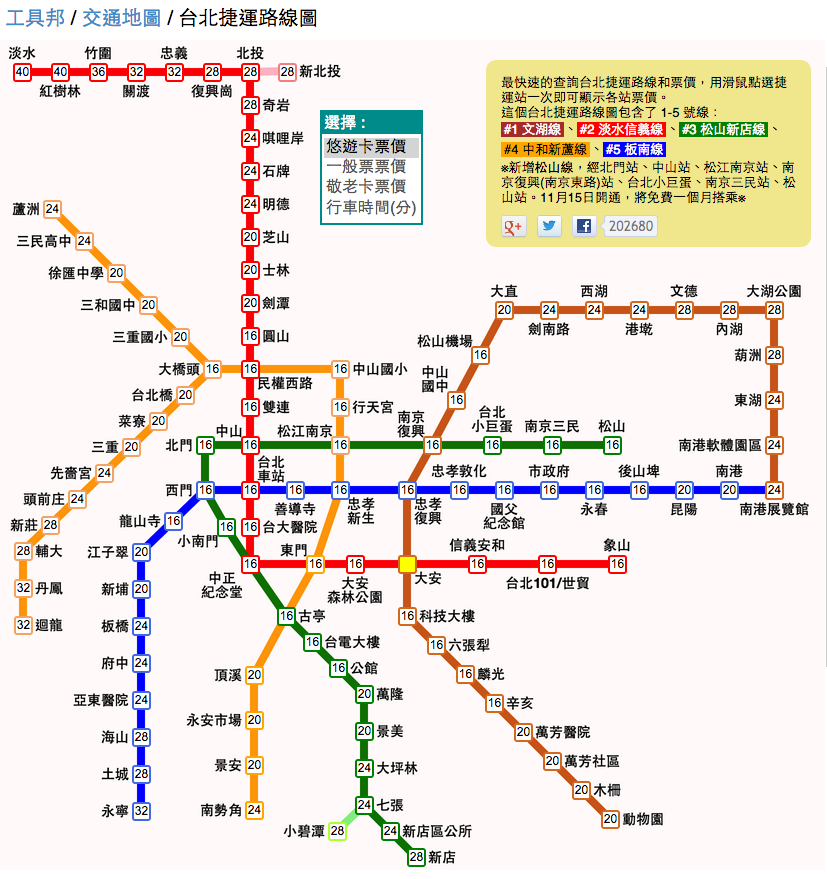 工具邦 / 交通地圖 / 台北捷運路線圖
淡水 竹圍 忠義 北投
40 40 36 32 32 28 28 28 新北投
紅樹林 關渡 復興崗
最快速的查詢台北捷運路線和票價，用滑鼠點選捷
運站一次即可顯示各站票價。
這個台北捷運路線圖包含了 1-5 號線：
#1 文湖線、#2 淡水信義線、#3 松山新店線、
#4 中和新蘆線、#5 板南線
※新增松山線，經北門站、中山站、松江南京站、南
京復興(南京東路)站、台北小巨蛋、南京三民站、松
山站。11月15日開通，將免費一個月搭乘※
202680
選擇：
悠遊卡票價
一般票票價
敬老卡票價
行車時間(分)
28 奇岩
24 唭哩岸
24 石牌
24 明德
20 芝山
20 士林
20 劍潭
16 圓山
蘆洲 24
三民高中 24
徐匯中學 20
三和國中 20
三重國小 20
大橋頭 16 16 16 中山國小
民權西路
台北橋 20
菜寮 20
三重 20
先嗇宮 24
頭前庄 24
新莊 28
28 輔大
32 丹鳳
32 迴龍
16 雙連
16 行天宮
大直 西湖 文德 大湖公園
20 24 24 24 28 28 28
劍南路 港墘 內湖
松山機場 16
中山
國中 16
葫洲 28
東湖 24
南港軟體園區 24
中山 松江南京 南京
復興 台北
小巨蛋 南京三民 松山
北門 16 16 16 16 16 16 16
台北
車站 忠孝敦化 市政府 後山埤 南港
西門 16 16 16 16 16 16 16 16 16 20 20 24
善導寺 忠孝
新生 忠孝
復興 國父
紀念館 永春 昆陽 南港展覽館
龍山寺 16
小南門 16
16 台大醫院
江子翠 20
新埔 20
板橋 24
府中 24
亞東醫院 24
海山 28
土城 28
永寧 32
東門 信義安和 象山
16 16 16 16 16 16
中正
紀念堂 大安
森林公園 大安 台北101/世貿
16 古亭
16 台電大樓
16 公館
20 萬隆
20 景美
24 大坪林
24 七張
小碧潭 28
24 新店區公所
28 新店
頂溪 20
永安市場 20
景安 20
南勢角 24
16 科技大樓
16 六張犁
16 麟光
16 辛亥
20 萬芳醫院
20 萬芳社區
20 木柵
20 動物園